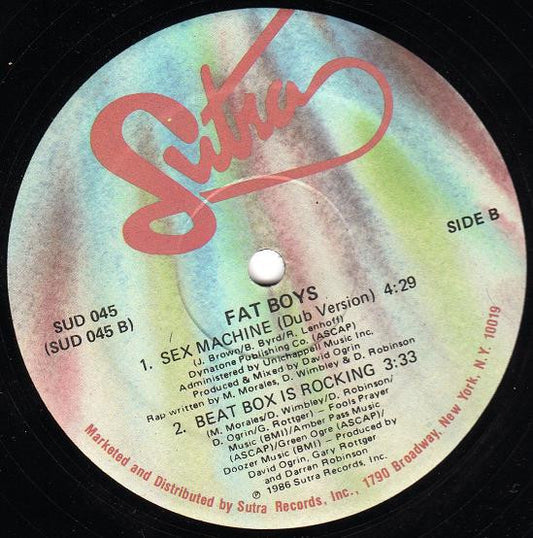 Sutra
SIDE B
SUD 045
(SUD 045 B)
FAT BOYS
1. SEX MACHINE (Dub Version) 4:29
(J. Brown/B. Byrd/R. Lenhoff)
Dynatone Publishing Co. (ASCAP)
Administered by Unichappell Music Inc.
Produced & Mixed by David Ogrin
Rap written by M. Morales, D. Wimbley & D. Robinson
2. BEAT BOX IS ROCKING 3:33
(M. Morales/D. Wimbley/D. Robinson/
D. Ogrin/G. Rottger) — Fools Prayer
Music (BMI)/Amber Pass Music
(ASCAP)/Green Ogre (ASCAP)/
Doozer Music (BMI) — Produced by
David Ogrin, Gary Rottger
and Darren Robinson
℗ 1986 Sutra Records, Inc.
Marketed and Distributed by Sutra Records, Inc., 1790 Broadway, New York, N.Y. 10019